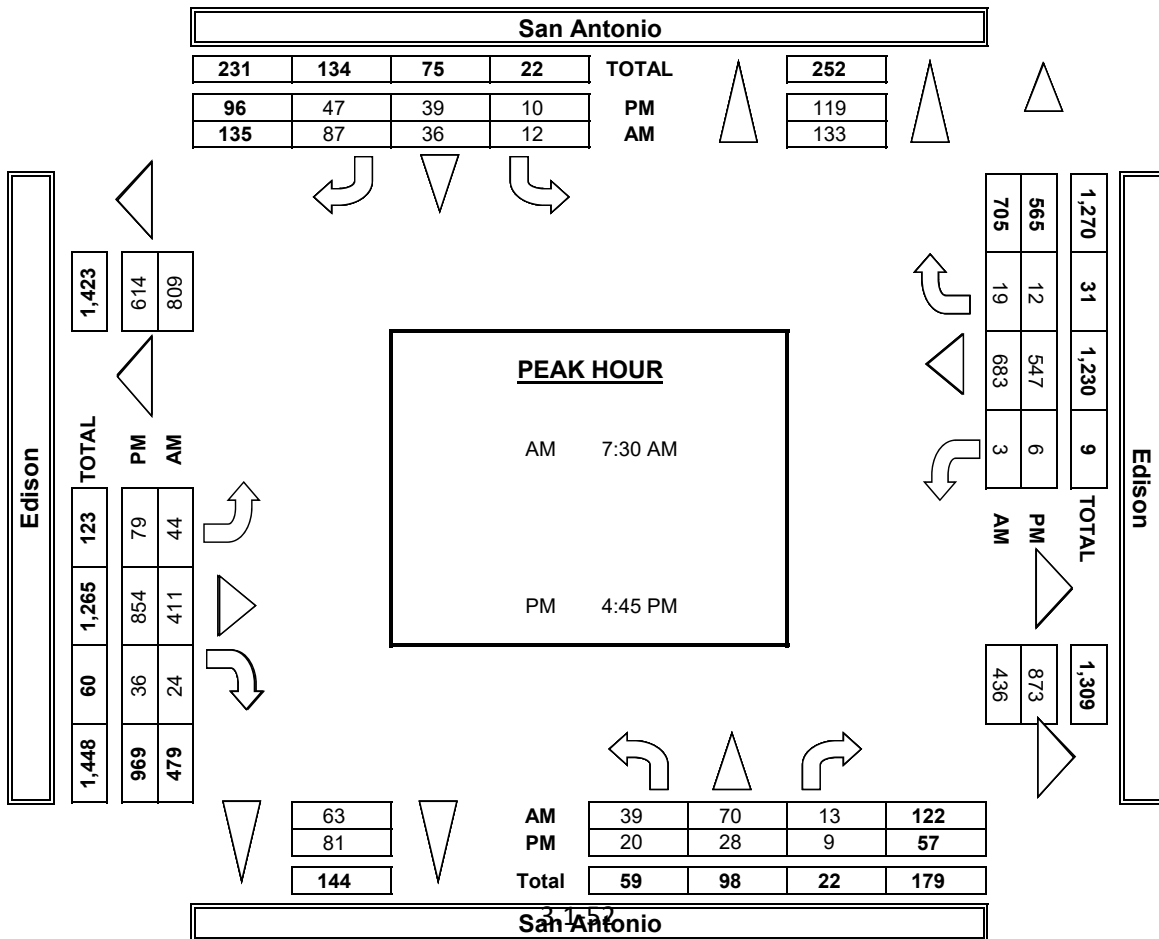 San Antonio
231 134 75 22 TOTAL 252
96 47 39 10 PM 119
135 87 36 12 AM 133
Edison
1,423 614 809
TOTAL PM AM
123 79 44
1,265 854 411
60 36 24
1,448 969 479
PEAK HOUR
AM 7:30 AM
PM 4:45 PM
705 565 1,270
19 12 31
683 547 1,230
3 6 9
AM PM TOTAL
436 873 1,309
Edison
63 AM 39 70 13 122
81 PM 20 28 9 57
144 Total 59 98 22 179
San Antonio
3.1-52